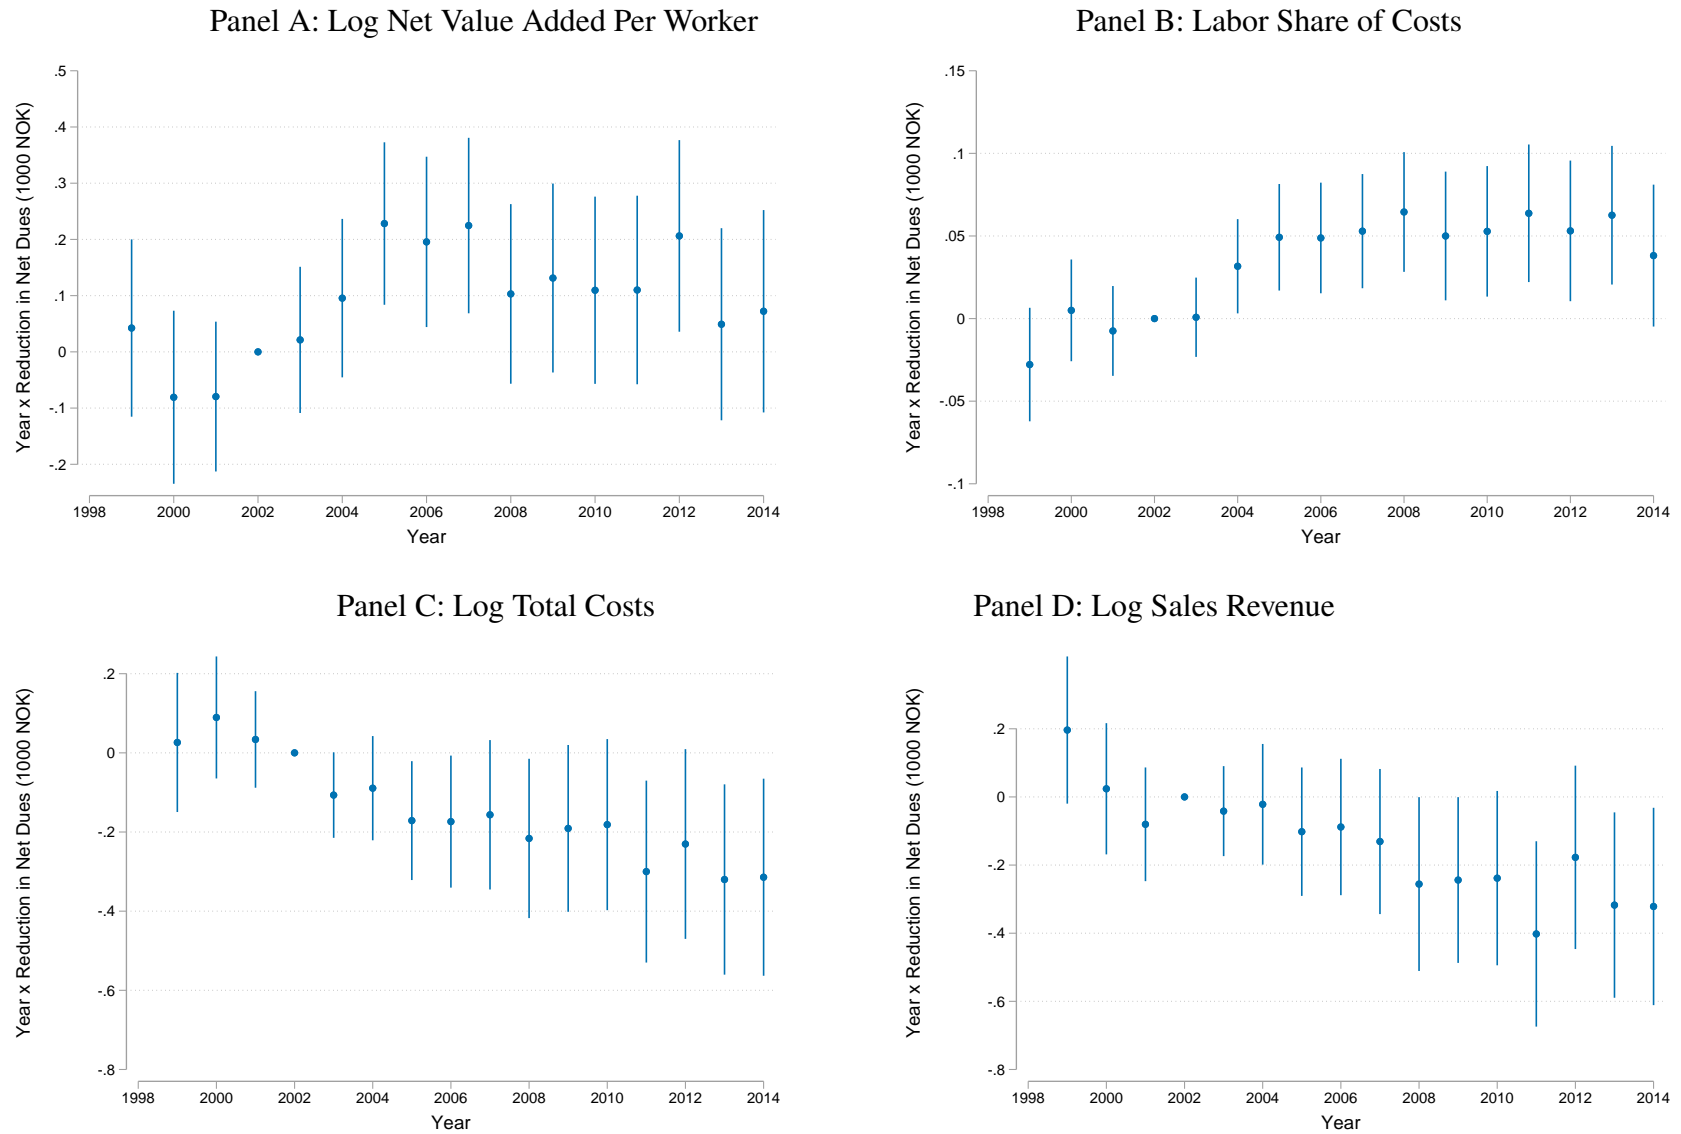 Panel A: Log Net Value Added Per Worker
Year x Reduction in Net Dues (1000 NOK)
.5
.4
.3
.2
.1
0
-.1
-.2
1998 2000 2002 2004 2006 2008 2010 2012 2014
Year
Panel B: Labor Share of Costs
Year x Reduction in Net Dues (1000 NOK)
.15
.1
.05
0
-.05
-.1
1998 2000 2002 2004 2006 2008 2010 2012 2014
Year
Panel C: Log Total Costs
Year x Reduction in Net Dues (1000 NOK)
.2
0
-.2
-.4
-.6
-.8
1998 2000 2002 2004 2006 2008 2010 2012 2014
Year
Panel D: Log Sales Revenue
Year x Reduction in Net Dues (1000 NOK)
.2
0
-.2
-.4
-.6
-.8
1998 2000 2002 2004 2006 2008 2010 2012 2014
Year